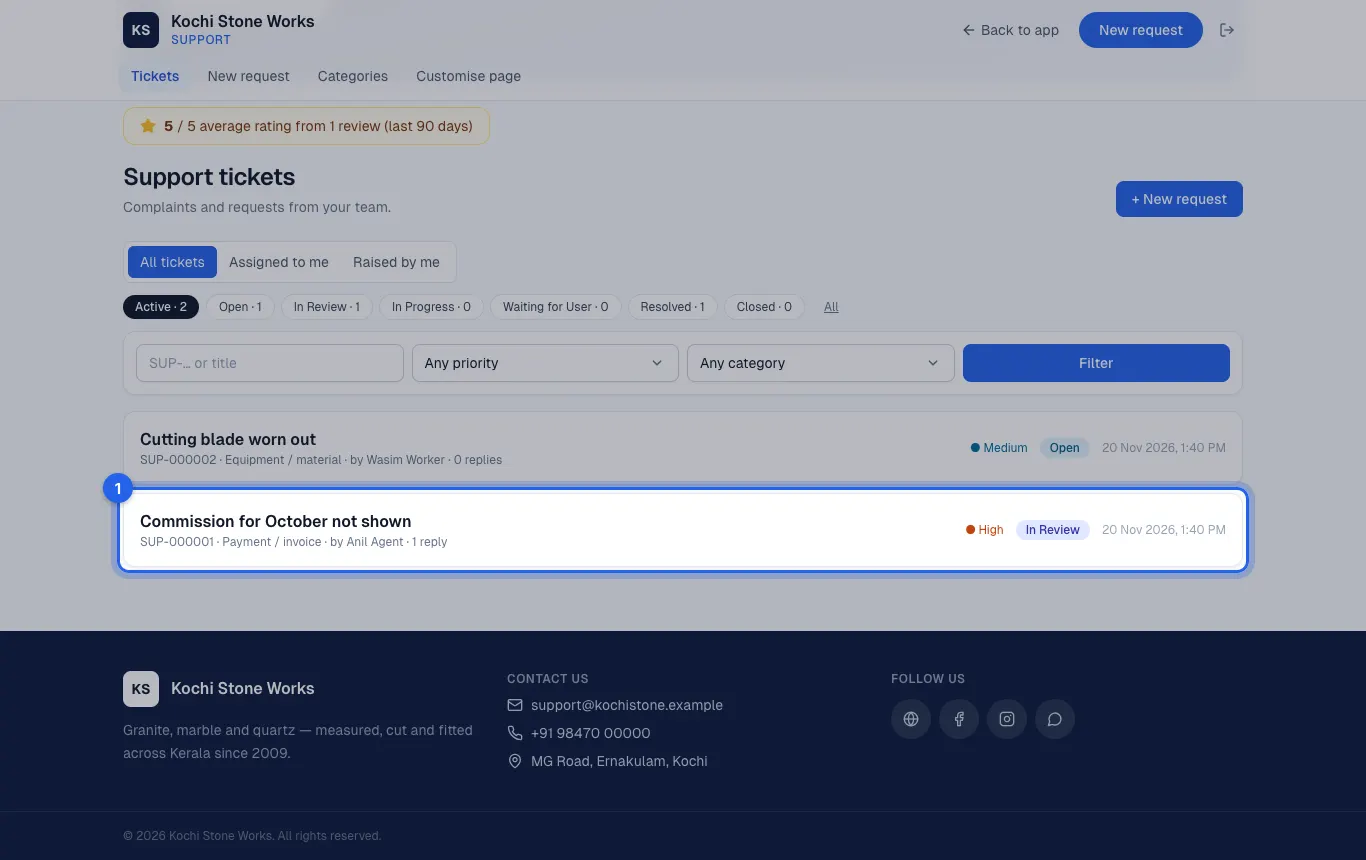 KS
Kochi Stone Works
SUPPORT
Back to app
New request
Tickets
New request
Categories
Customise page
5 / 5 average rating from 1 review (last 90 days)
Support tickets
Complaints and requests from your team.
+ New request
All tickets
Assigned to me
Raised by me
Active · 2
Open · 1
In Review · 1
In Progress · 0
Waiting for User · 0
Resolved · 1
Closed · 0
All
SUP-... or title
Any priority
Any category
Filter
Cutting blade worn out
SUP-000002 · Equipment / material · by Wasim Worker · 0 replies
Medium
Open
20 Nov 2026, 1:40 PM
1
Commission for October not shown
SUP-000001 · Payment / invoice · by Anil Agent · 1 reply
High
In Review
20 Nov 2026, 1:40 PM
KS
Kochi Stone Works
Granite, marble and quartz — measured, cut and fitted
across Kerala since 2009.
CONTACT US
support@kochistone.example
+91 98470 00000
MG Road, Ernakulam, Kochi
FOLLOW US
© 2026 Kochi Stone Works. All rights reserved.